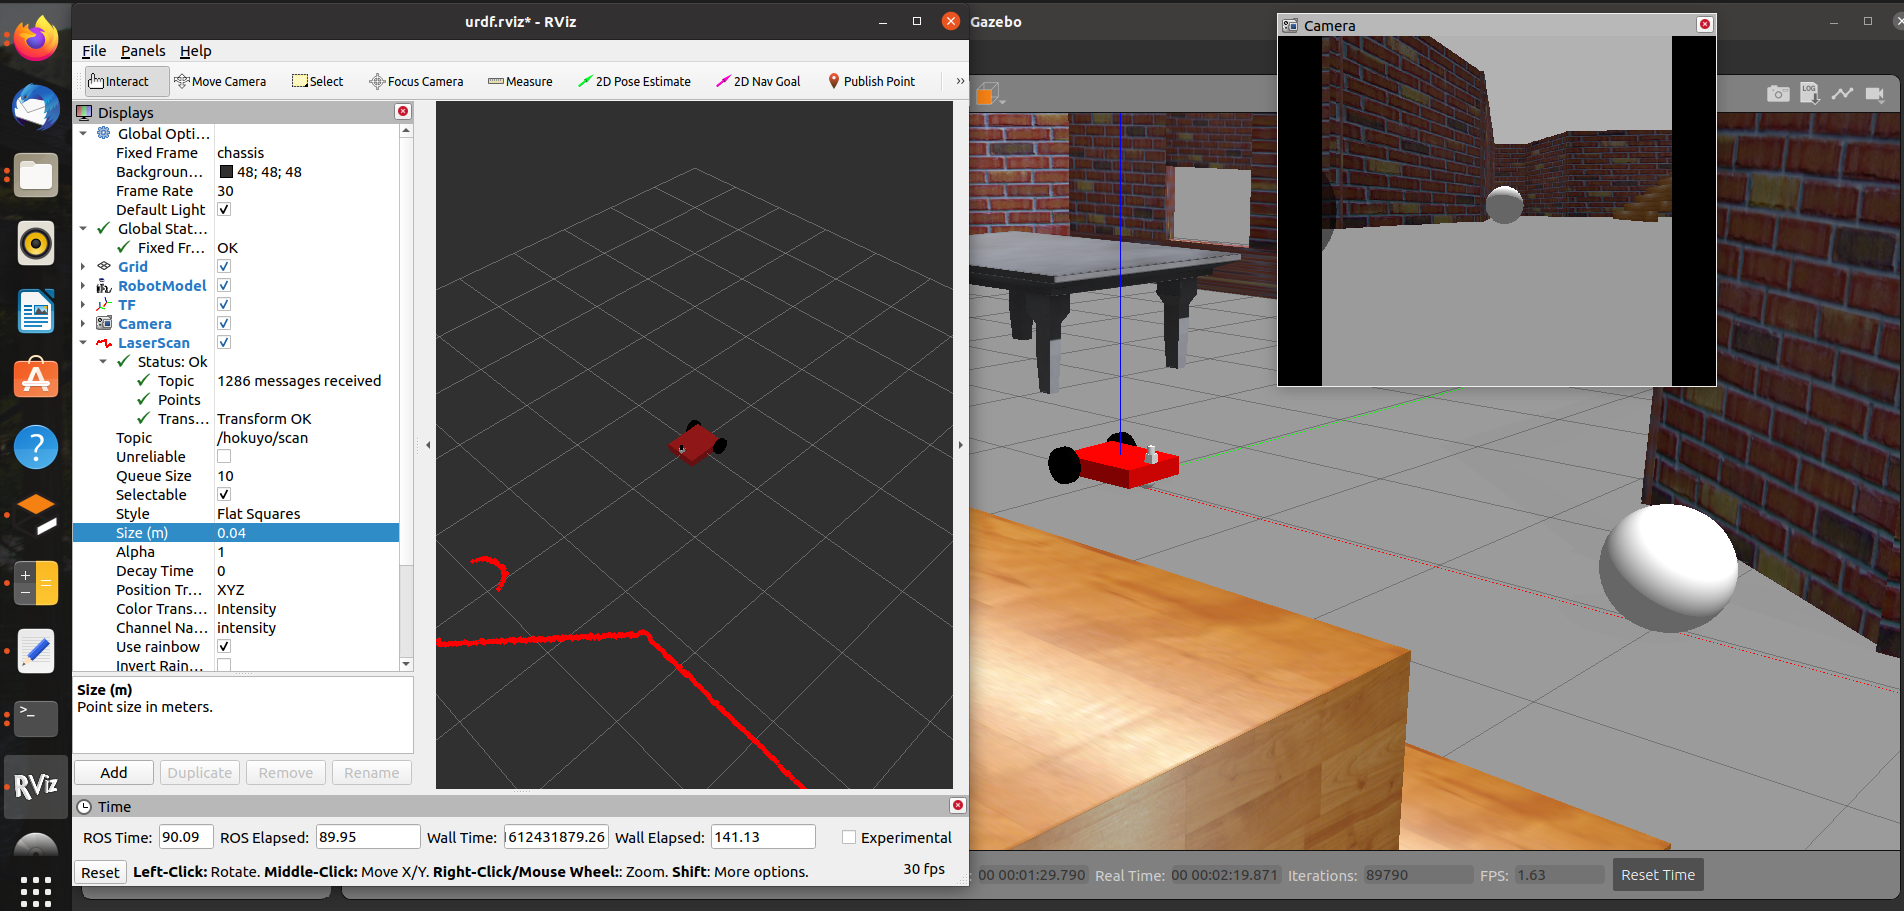 urdf.rviz* - RViz
File Panels Help
Interact Move Camera Select Focus Camera Measure 2D Pose Estimate 2D Nav Goal Publish Point »
Displays
Global Opti...
Fixed Frame chassis
Backgroun... 48; 48; 48
Frame Rate 30
Default Light
Global Stat...
Fixed Fr... OK
Grid
RobotModel
TF
Camera
LaserScan
Status: Ok
Topic 1286 messages received
Points
Trans... Transform OK
Topic /hokuyo/scan
Unreliable
Queue Size 10
Selectable
Style Flat Squares
Size (m) 0.04
Alpha 1
Decay Time 0
Position Tr... XYZ
Color Trans... Intensity
Channel Na... intensity
Use rainbow
Invert Rain...
Size (m)
Point size in meters.
Add Duplicate Remove Rename
Time
ROS Time: 90.09 ROS Elapsed: 89.95 Wall Time: 612431879.26 Wall Elapsed: 141.13 Experimental
Reset Left-Click: Rotate. Middle-Click: Move X/Y. Right-Click/Mouse Wheel:: Zoom. Shift: More options. 30 fps
RViz
Gazebo
Camera
LOG
00 00:01:29.790 Real Time: 00 00:02:19.871 Iterations: 89790 FPS: 1.63 Reset Time